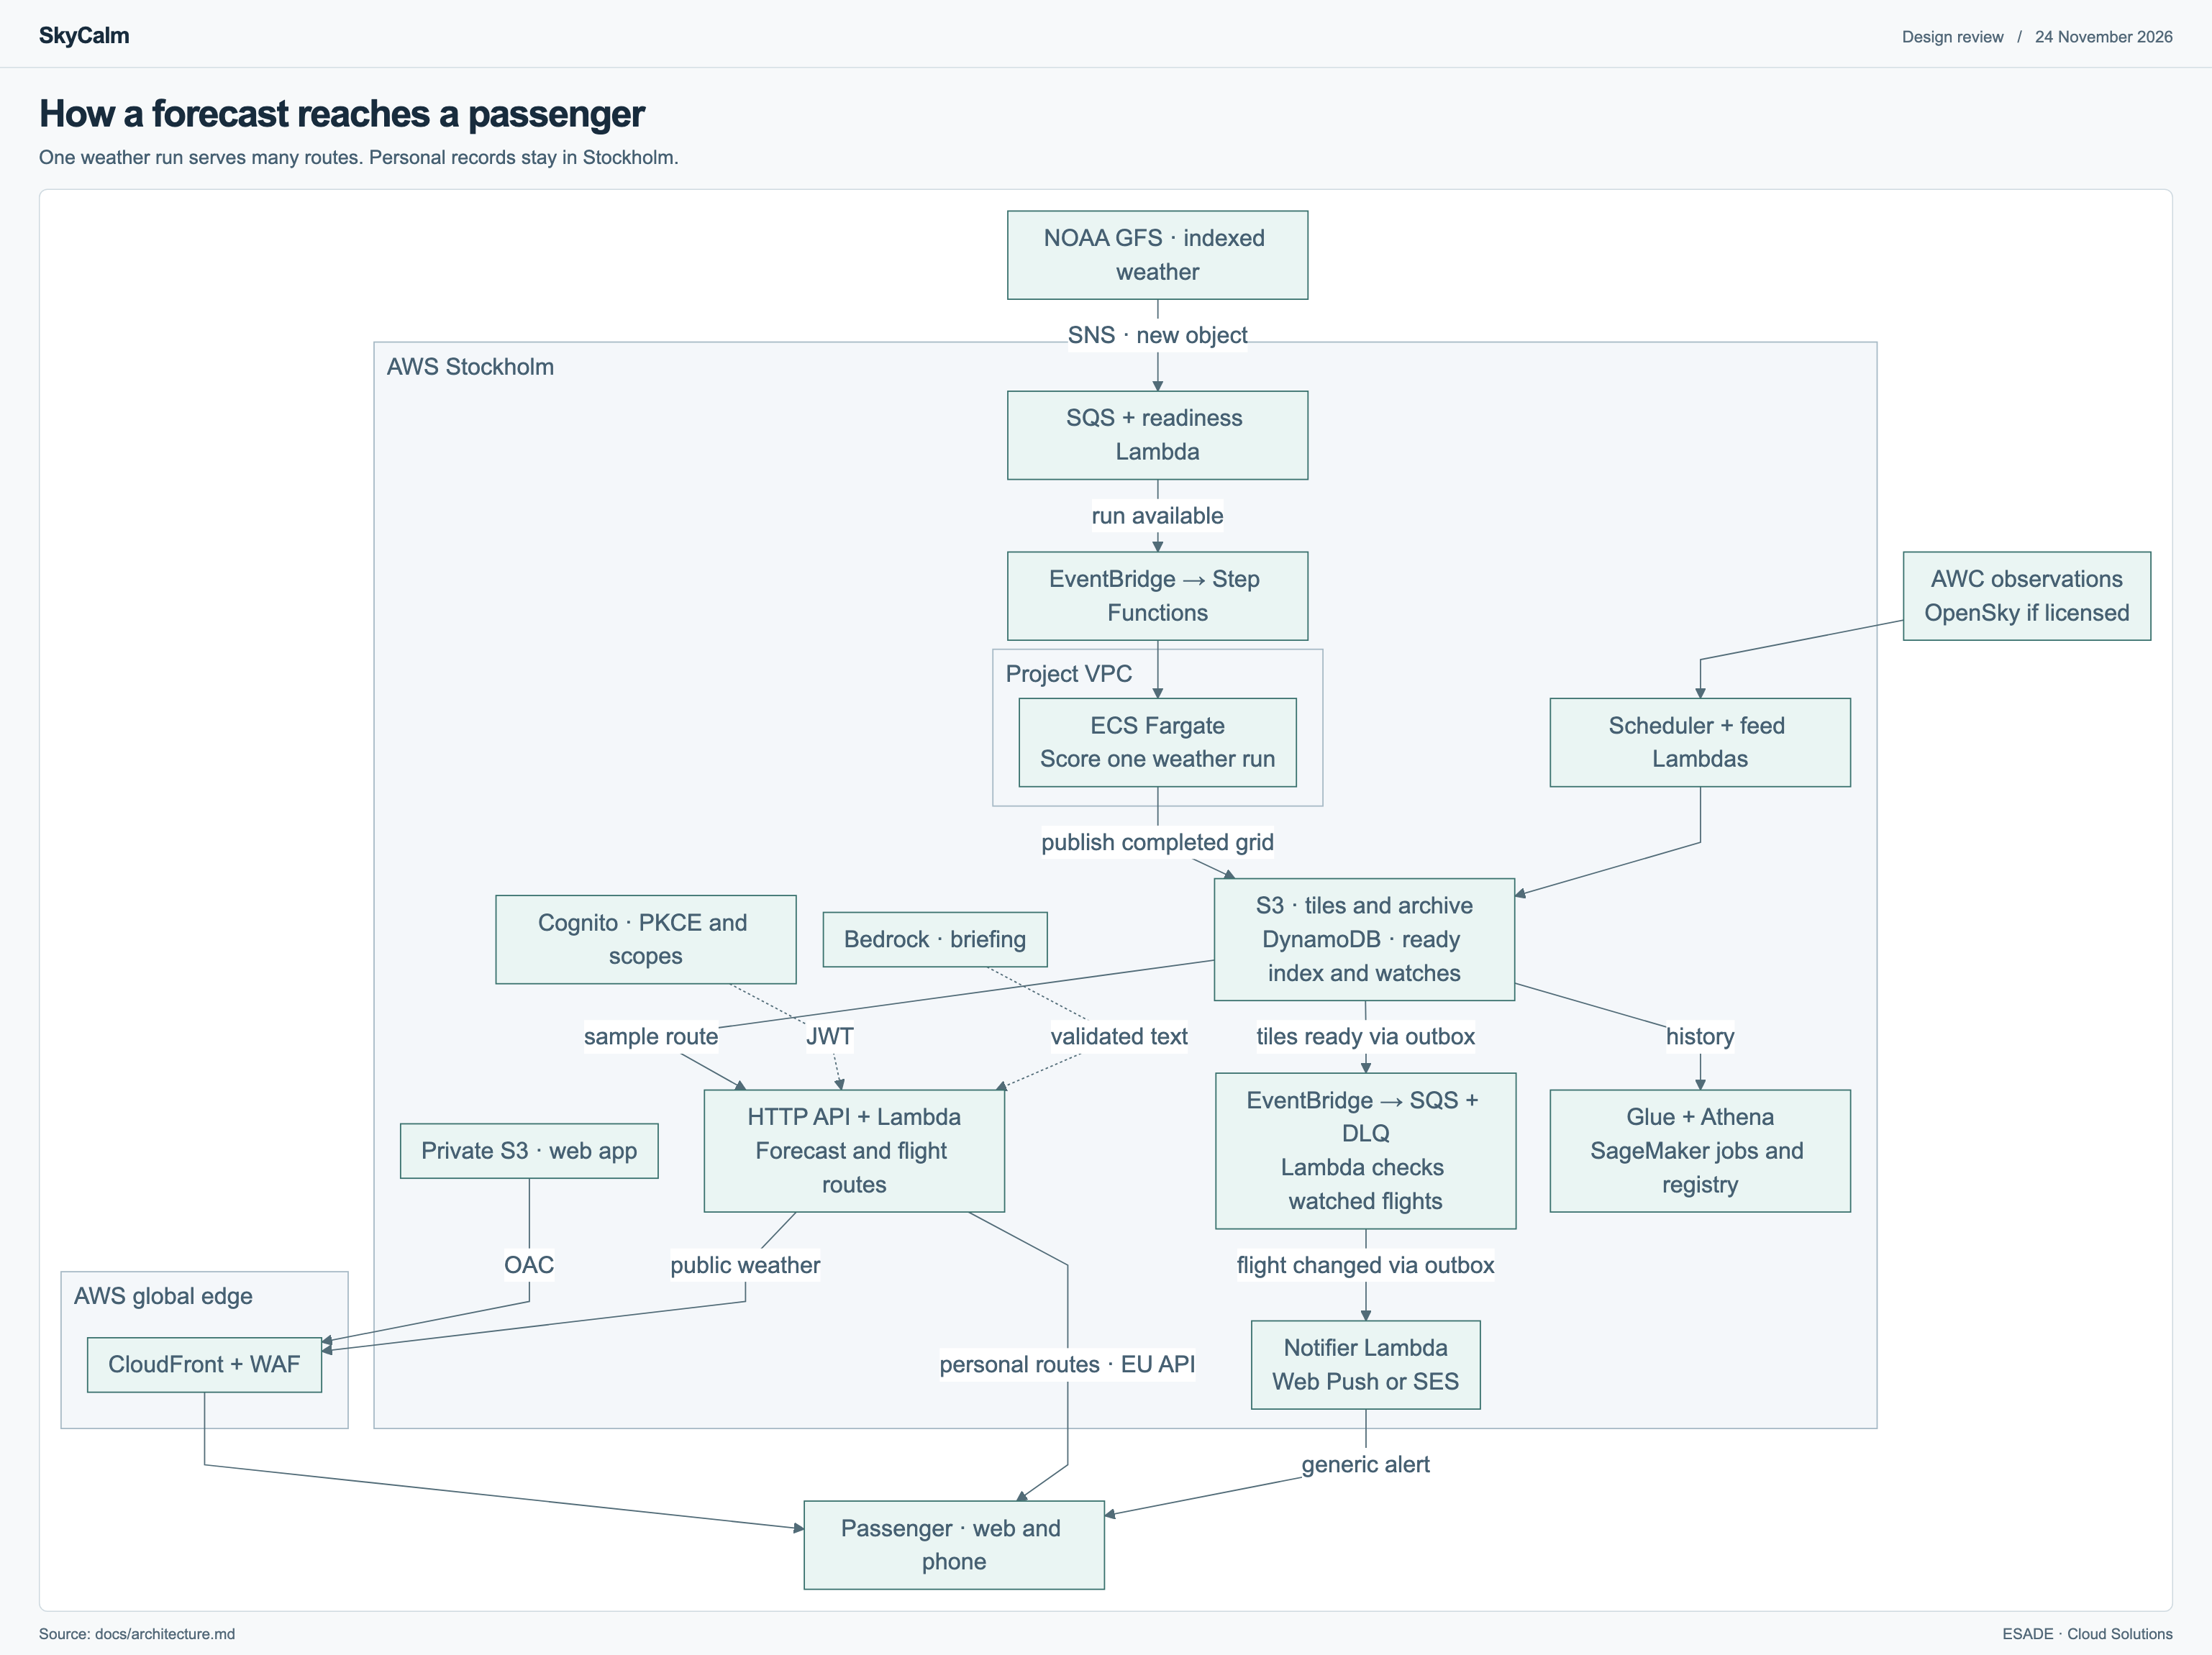 SkyCalm
Design review / 24 November 2026
How a forecast reaches a passenger
One weather run serves many routes. Personal records stay in Stockholm.
NOAA GFS · indexed
weather
SNS · new object
AWS Stockholm
SQS + readiness
Lambda
run available
EventBridge → Step
Functions
AWC observations
OpenSky if licensed
Project VPC
ECS Fargate
Score one weather run
Scheduler + feed
Lambdas
publish completed grid
Cognito · PKCE and
scopes
Bedrock · briefing
S3 · tiles and archive
DynamoDB · ready
index and watches
sample route
JWT
validated text
tiles ready via outbox
history
Private S3 · web app
HTTP API + Lambda
Forecast and flight
routes
EventBridge → SQS +
DLQ
Lambda checks
watched flights
Glue + Athena
SageMaker jobs and
registry
OAC
public weather
flight changed via outbox
AWS global edge
CloudFront + WAF
personal routes · EU API
Notifier Lambda
Web Push or SES
generic alert
Passenger · web and
phone
Source: docs/architecture.md
ESADE · Cloud Solutions